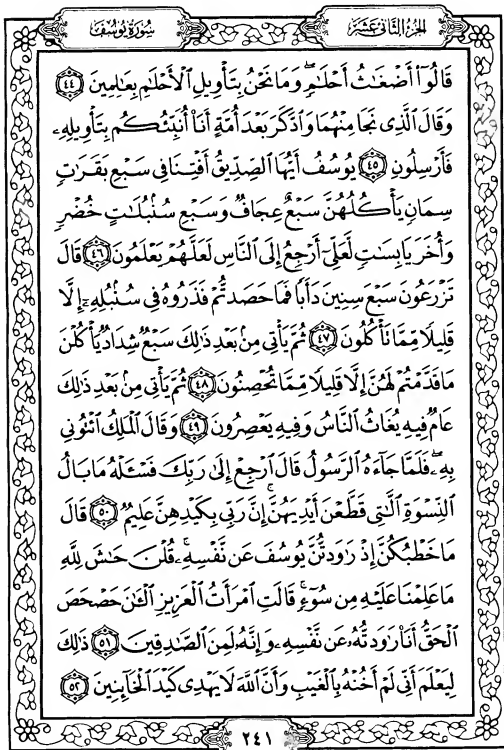 الجزء الثاني عشر
سورة يوسف
قَالُوٓا۟ أَضْغَٰثُ أَحْلَٰمٍۢ ۖ وَمَا نَحْنُ بِتَأْوِيلِ ٱلْأَحْلَٰمِ بِعَٰلِمِينَ ٤٤
وَقَالَ ٱلَّذِى نَجَا مِنْهُمَا وَٱدَّكَرَ بَعْدَ أُمَّةٍ أَنَا۠ أُنَبِّئُكُم بِتَأْوِيلِهِۦ
فَأَرْسِلُونِ ٤٥ يُوسُفُ أَيُّهَا ٱلصِّدِّيقُ أَفْتِنَا فِى سَبْعِ بَقَرَٰتٍۢ
سِمَانٍۢ يَأْكُلُهُنَّ سَبْعٌ عِجَافٌۭ وَسَبْعِ سُنۢبُلَٰتٍ خُضْرٍۢ
وَأُخَرَ يَابِسَٰتٍۢ لَّعَلِّىٓ أَرْجِعُ إِلَى ٱلنَّاسِ لَعَلَّهُمْ يَعْلَمُونَ ٤٦ قَالَ
تَزْرَعُونَ سَبْعَ سِنِينَ دَأَبًۭا فَمَا حَصَدتُّمْ فَذَرُوهُ فِى سُنۢبُلِهِۦٓ إِلَّا
قَلِيلًۭا مِّمَّا تَأْكُلُونَ ٤٧ ثُمَّ يَأْتِى مِنۢ بَعْدِ ذَٰلِكَ سَبْعٌۭ شِدَادٌۭ يَأْكُلْنَ
مَا قَدَّمْتُمْ لَهُنَّ إِلَّا قَلِيلًۭا مِّمَّا تُحْصِنُونَ ٤٨ ثُمَّ يَأْتِى مِنۢ بَعْدِ ذَٰلِكَ
عَامٌۭ فِيهِ يُغَاثُ ٱلنَّاسُ وَفِيهِ يَعْصِرُونَ ٤٩ وَقَالَ ٱلْمَلِكُ ٱئْتُونِى
بِهِۦ ۖ فَلَمَّا جَآءَهُ ٱلرَّسُولُ قَالَ ٱرْجِعْ إِلَىٰ رَبِّكَ فَسْـَٔلْهُ مَا بَالُ
ٱلنِّسْوَةِ ٱلَّٰتِى قَطَّعْنَ أَيْدِيَهُنَّ ۚ إِنَّ رَبِّى بِكَيْدِهِنَّ عَلِيمٌۭ ٥٠ قَالَ
مَا خَطْبُكُنَّ إِذْ رَٰوَدتُّنَّ يُوسُفَ عَن نَّفْسِهِۦ ۚ قُلْنَ حَٰشَ لِلَّهِ
مَا عَلِمْنَا عَلَيْهِ مِن سُوٓءٍۢ ۚ قَالَتِ ٱمْرَأَتُ ٱلْعَزِيزِ ٱلْـَٰٔنَ حَصْحَصَ
ٱلْحَقُّ أَنَا۠ رَٰوَدتُّهُۥ عَن نَّفْسِهِۦ وَإِنَّهُۥ لَمِنَ ٱلصَّٰدِقِينَ ٥١ ذَٰلِكَ
لِيَعْلَمَ أَنِّى لَمْ أَخُنْهُ بِٱلْغَيْبِ وَأَنَّ ٱللَّهَ لَا يَهْدِى كَيْدَ ٱلْخَآئِنِينَ ٥٢
٢٤١